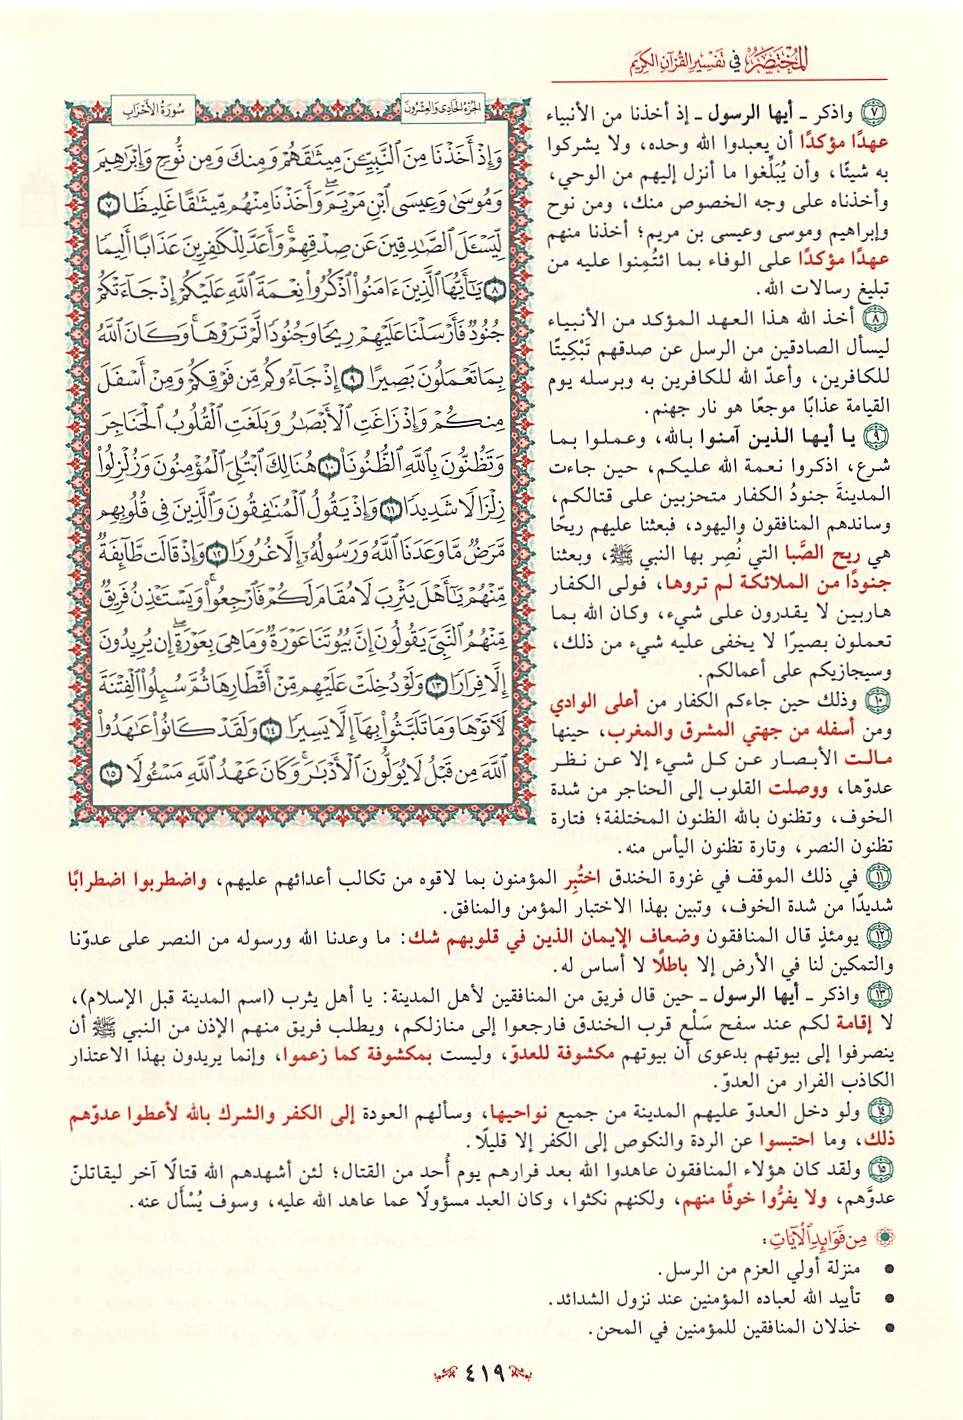 المُخْتَصَرُ في تَفْسِيرِ القُرْآنِ الكَرِيمِ
الجُزْءُ الحَادِي وَالعِشْرُونَ
سُورَةُ الأَحْزَابِ
وَإِذْ أَخَذْنَا مِنَ ٱلنَّبِيِّـۧنَ مِيثَٰقَهُمْ وَمِنكَ وَمِن نُّوحٍ وَإِبْرَٰهِيمَ
وَمُوسَىٰ وَعِيسَى ٱبْنِ مَرْيَمَۖ وَأَخَذْنَا مِنْهُم مِّيثَٰقًا غَلِيظًا ٧
لِّيَسْـَٔلَ ٱلصَّٰدِقِينَ عَن صِدْقِهِمْۚ وَأَعَدَّ لِلْكَٰفِرِينَ عَذَابًا أَلِيمًا
٨ يَٰٓأَيُّهَا ٱلَّذِينَ ءَامَنُوا۟ ٱذْكُرُوا۟ نِعْمَةَ ٱللَّهِ عَلَيْكُمْ إِذْ جَآءَتْكُمْ
جُنُودٌ فَأَرْسَلْنَا عَلَيْهِمْ رِيحًا وَجُنُودًا لَّمْ تَرَوْهَاۚ وَكَانَ ٱللَّهُ
بِمَا تَعْمَلُونَ بَصِيرًا ٩ إِذْ جَآءُوكُم مِّن فَوْقِكُمْ وَمِنْ أَسْفَلَ
مِنكُمْ وَإِذْ زَاغَتِ ٱلْأَبْصَٰرُ وَبَلَغَتِ ٱلْقُلُوبُ ٱلْحَنَاجِرَ
وَتَظُنُّونَ بِٱللَّهِ ٱلظُّنُونَا۠ ١٠ هُنَالِكَ ٱبْتُلِيَ ٱلْمُؤْمِنُونَ وَزُلْزِلُوا۟
زِلْزَالًا شَدِيدًا ١١ وَإِذْ يَقُولُ ٱلْمُنَٰفِقُونَ وَٱلَّذِينَ فِي قُلُوبِهِم
مَّرَضٌ مَّا وَعَدَنَا ٱللَّهُ وَرَسُولُهُۥٓ إِلَّا غُرُورًا ١٢ وَإِذْ قَالَت طَّآئِفَةٌ
مِّنْهُمْ يَٰٓأَهْلَ يَثْرِبَ لَا مُقَامَ لَكُمْ فَٱرْجِعُوا۟ۚ وَيَسْتَـْٔذِنُ فَرِيقٌ
مِّنْهُمُ ٱلنَّبِيَّ يَقُولُونَ إِنَّ بُيُوتَنَا عَوْرَةٌ وَمَا هِيَ بِعَوْرَةٍۖ إِن يُرِيدُونَ
إِلَّا فِرَارًا ١٣ وَلَوْ دُخِلَتْ عَلَيْهِم مِّنْ أَقْطَارِهَا ثُمَّ سُئِلُوا۟ ٱلْفِتْنَةَ
لَءَاتَوْهَا وَمَا تَلَبَّثُوا۟ بِهَآ إِلَّا يَسِيرًا ١٤ وَلَقَدْ كَانُوا۟ عَٰهَدُوا۟
ٱللَّهَ مِن قَبْلُ لَا يُوَلُّونَ ٱلْأَدْبَٰرَۚ وَكَانَ عَهْدُ ٱللَّهِ مَسْـُٔولًا ١٥
٧ واذكر ـ أيها الرسول ـ إذ أخذنا من الأنبياء
عهدًا مؤكدًا أن يعبدوا الله وحده، ولا يشركوا
به شيئًا، وأن يُبَلِّغوا ما أنزل إليهم من الوحي،
وأخذناه على وجه الخصوص منك، ومن نوح
وإبراهيم وموسى وعيسى بن مريم؛ أخذنا منهم
عهدًا مؤكدًا على الوفاء بما ائتُمِنوا عليه من
تبليغ رسالات الله.
٨ أخذ الله هذا العهد المؤكد من الأنبياء
ليسأل الصادقين من الرسل عن صدقهم تَبْكِيتًا
للكافرين، وأعدّ الله للكافرين به وبرسله يوم
القيامة عذابًا موجعًا هو نار جهنم.
٩ يا أيها الذين آمنوا بالله، وعملوا بما
شرع، اذكروا نعمة الله عليكم، حين جاءت
المدينةَ جنودُ الكفار متحزبين على قتالكم،
وساندهم المنافقون واليهود، فبعثنا عليهم ريحًا
هي ريح الصَّبا التي نُصِر بها النبي ﷺ، وبعثنا
جنودًا من الملائكة لم تروها، فولى الكفار
هاربين لا يقدرون على شيء، وكان الله بما
تعملون بصيرًا لا يخفى عليه شيء من ذلك،
وسيجازيكم على أعمالكم.
١٠ وذلك حين جاءكم الكفار من أعلى الوادي
ومن أسفله من جهتي المشرق والمغرب، حينها
مالت الأبصار عن كل شيء إلا عن نظر
عدوّها، ووصلت القلوب إلى الحناجر من شدة
الخوف، وتظنون بالله الظنون المختلفة؛ فتارة
تظنون النصر، وتارة تظنون اليأس منه.
١١ في ذلك الموقف في غزوة الخندق اختُبِر المؤمنون بما لاقوه من تكالب أعدائهم عليهم، واضطربوا اضطرابًا
شديدًا من شدة الخوف، وتبين بهذا الاختبار المؤمن والمنافق.
١٢ يومئذٍ قال المنافقون وضعاف الإيمان الذين في قلوبهم شك: ما وعدنا الله ورسوله من النصر على عدوّنا
والتمكين لنا في الأرض إلا باطلًا لا أساس له.
١٣ واذكر ـ أيها الرسول ـ حين قال فريق من المنافقين لأهل المدينة: يا أهل يثرب (اسم المدينة قبل الإسلام)،
لا إقامة لكم عند سفح سَلْع قرب الخندق فارجعوا إلى منازلكم، ويطلب فريق منهم الإذن من النبي ﷺ أن
ينصرفوا إلى بيوتهم بدعوى أن بيوتهم مكشوفة للعدوّ، وليست بمكشوفة كما زعموا، وإنما يريدون بهذا الاعتذار
الكاذب الفرار من العدوّ.
١٤ ولو دخل العدوّ عليهم المدينة من جميع نواحيها، وسألهم العودة إلى الكفر والشرك بالله لأعطوا عدوّهم
ذلك، وما احتبسوا عن الردة والنكوص إلى الكفر إلا قليلًا.
١٥ ولقد كان هؤلاء المنافقون عاهدوا الله بعد فرارهم يوم أُحد من القتال؛ لئن أشهدهم الله قتالًا آخر ليقاتلنّ
عدوَّهم، ولا يفرُّوا خوفًا منهم، ولكنهم نكثوا، وكان العبد مسؤولًا عما عاهد الله عليه، وسوف يُسْأَل عنه.
مِن فَوَائِدِ الآيَاتِ:
• منزلة أولي العزم من الرسل.
• تأييد الله لعباده المؤمنين عند نزول الشدائد.
• خذلان المنافقين للمؤمنين في المحن.
٤١٩